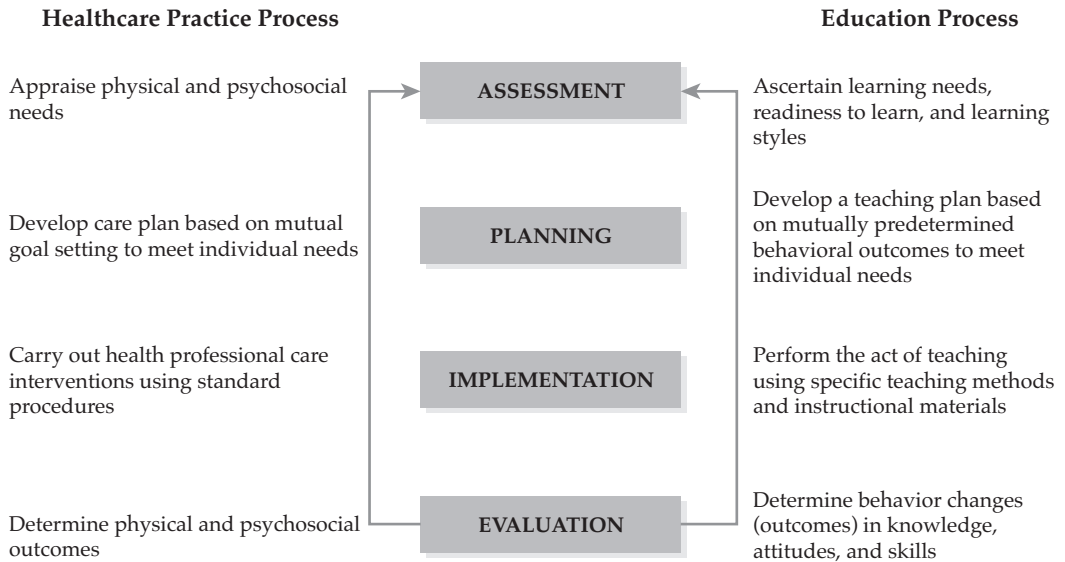 Healthcare Practice Process
Education Process
Appraise physical and psychosocial
needs
ASSESSMENT
Ascertain learning needs,
readiness to learn, and learning
styles
Develop care plan based on mutual
goal setting to meet individual needs
PLANNING
Develop a teaching plan based
on mutually predetermined
behavioral outcomes to meet
individual needs
Carry out health professional care
interventions using standard
procedures
IMPLEMENTATION
Perform the act of teaching
using specific teaching methods
and instructional materials
Determine physical and psychosocial
outcomes
EVALUATION
Determine behavior changes
(outcomes) in knowledge,
attitudes, and skills